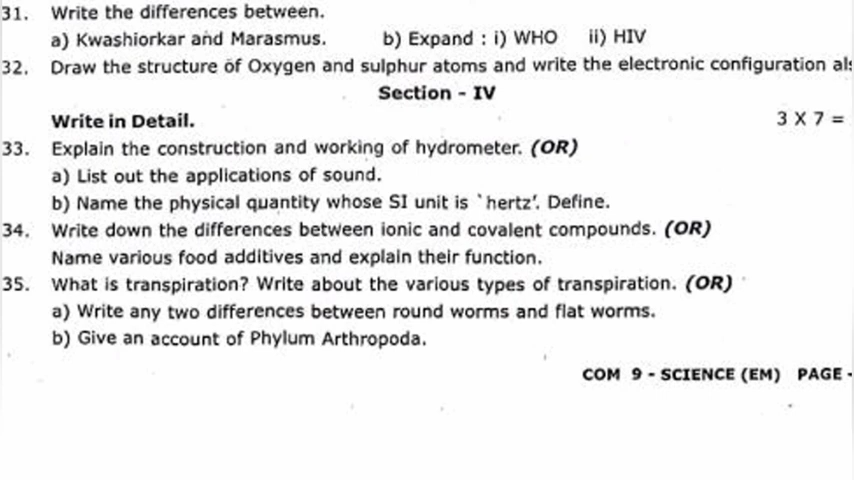 31. Write the differences between.
a) Kwashiorkar and Marasmus. b) Expand : i) WHO ii) HIV
32. Draw the structure of Oxygen and sulphur atoms and write the electronic configuration als
Section - IV
Write in Detail. 3 X 7 =
33. Explain the construction and working of hydrometer. (OR)
a) List out the applications of sound.
b) Name the physical quantity whose SI unit is `hertz'. Define.
34. Write down the differences between ionic and covalent compounds. (OR)
Name various food additives and explain their function.
35. What is transpiration? Write about the various types of transpiration. (OR)
a) Write any two differences between round worms and flat worms.
b) Give an account of Phylum Arthropoda.
COM 9 - SCIENCE (EM) PAGE -